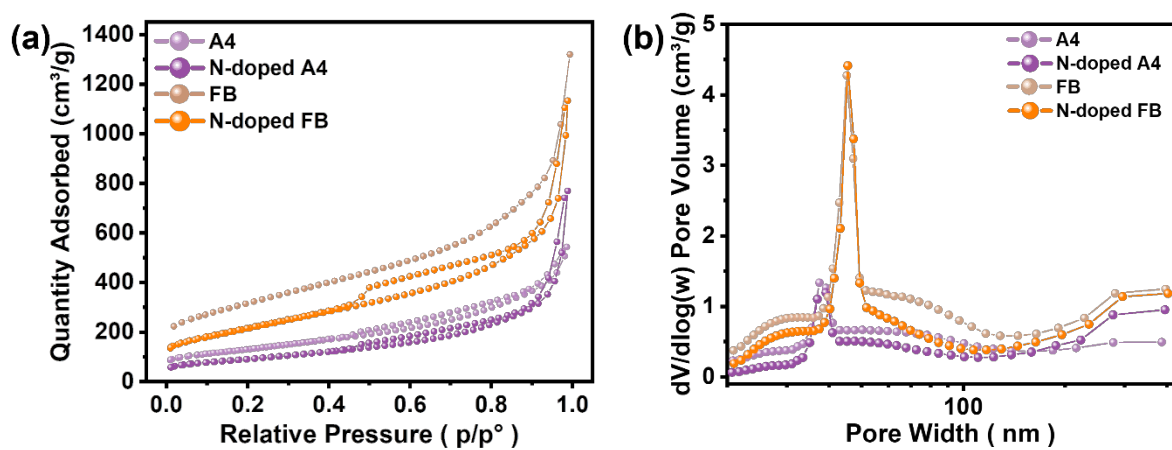 (a)
1400
1200
1000
800
600
400
200
0
Quantity Adsorbed (cm³/g)
A4
N-doped A4
FB
N-doped FB
0.0 0.2 0.4 0.6 0.8 1.0
Relative Pressure ( p/p° )
(b)
5
4
3
2
1
0
dV/dlog(w) Pore Volume (cm³/g)
A4
N-doped A4
FB
N-doped FB
100
Pore Width ( nm )